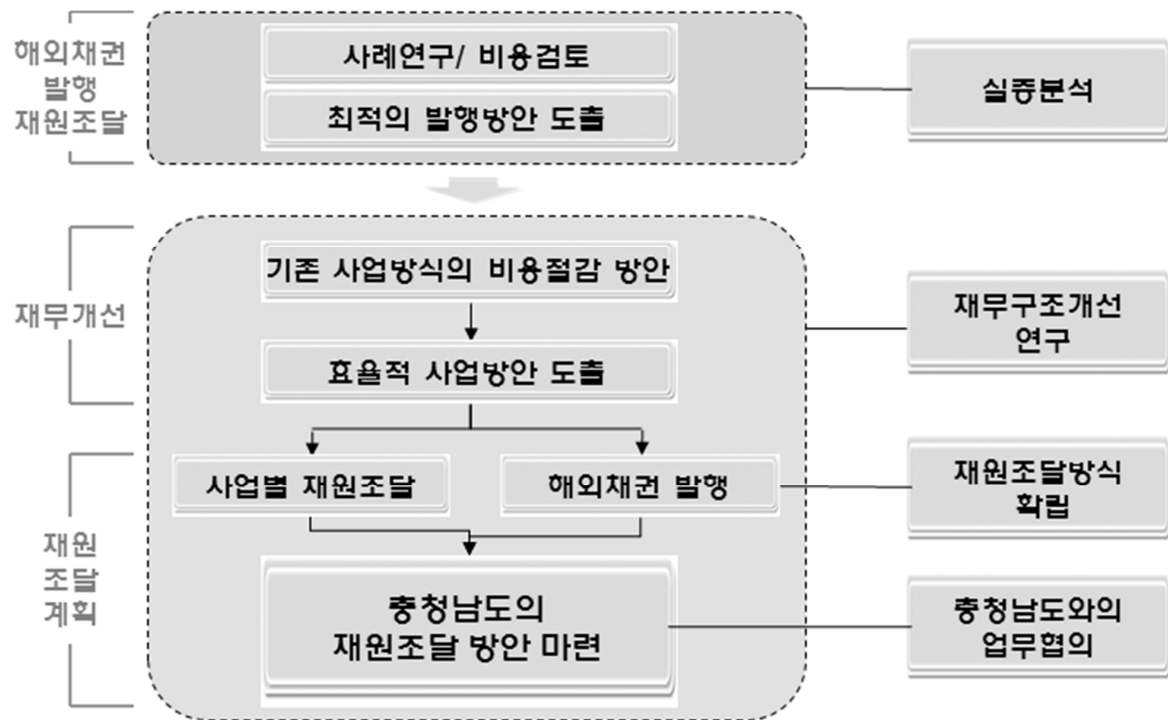 해외채권
발행
재원조달
사례연구/ 비용검토
최적의 발행방안 도출
실증분석
재무개선
기존 사업방식의 비용절감 방안
효율적 사업방안 도출
재무구조개선
연구
재원
조달
계획
사업별 재원조달
해외채권 발행
재원조달방식
확립
충청남도의
재원조달 방안 마련
충청남도와의
업무협의